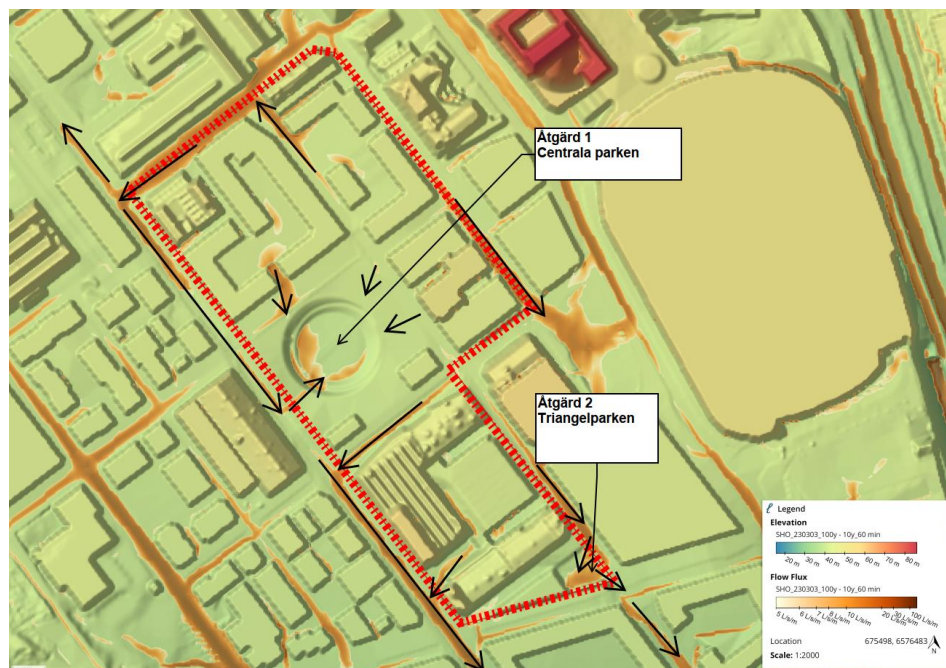 Åtgärd 1
Centrala parken
Åtgärd 2
Triangelparken
Legend
Elevation
SHO_230303_100y - 10y_60 min
20 m 30 m 40 m 50 m 60 m 70 m 80 m
Flow Flux
SHO_230303_100y - 10y_60 min
5 L/s/m 6 L/s/m 7 L/s/m 8 L/s/m 10 L/s/m 20 L/s/m 30 L/s/m 100 L/s/m
Location 675498, 6576483
Scale: 1:2000
N